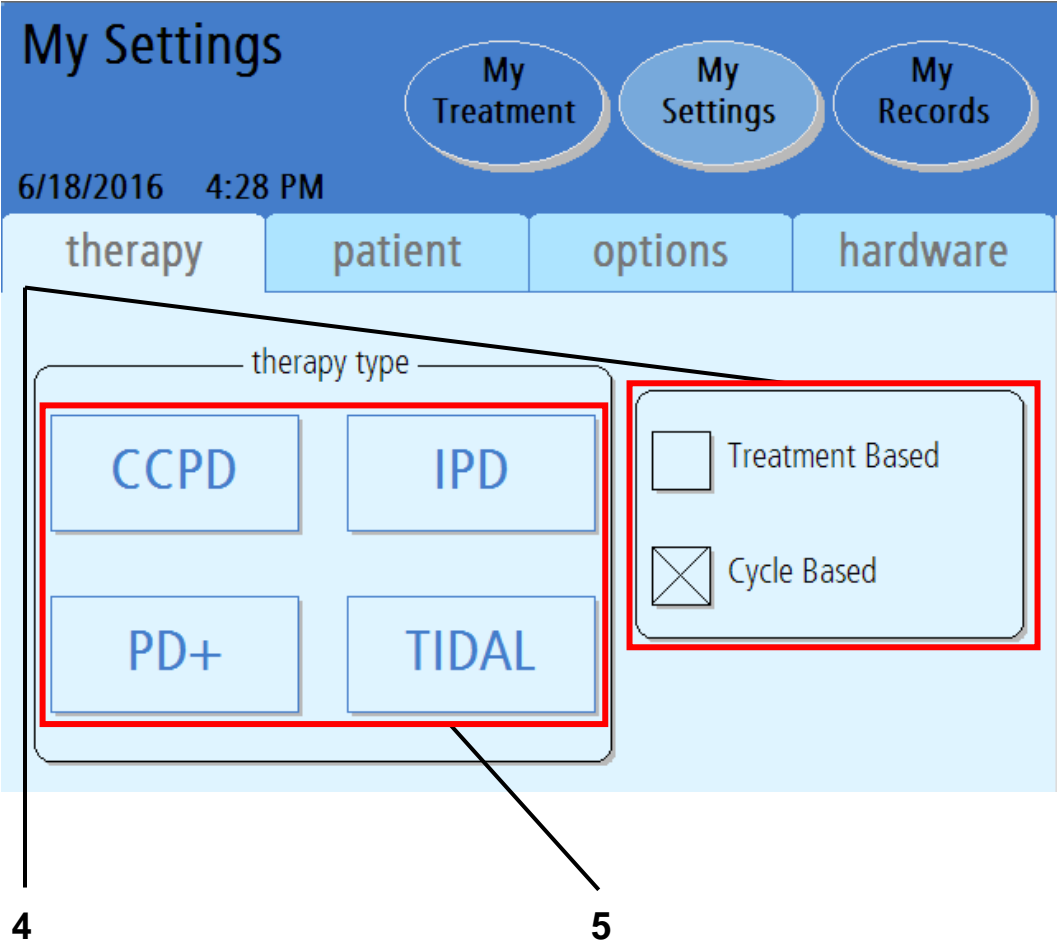 My Settings
My
Treatment
My
Settings
My
Records
6/18/2016 4:28 PM
therapy
patient
options
hardware
therapy type
CCPD
IPD
PD+
TIDAL
Treatment Based
Cycle Based
4
5